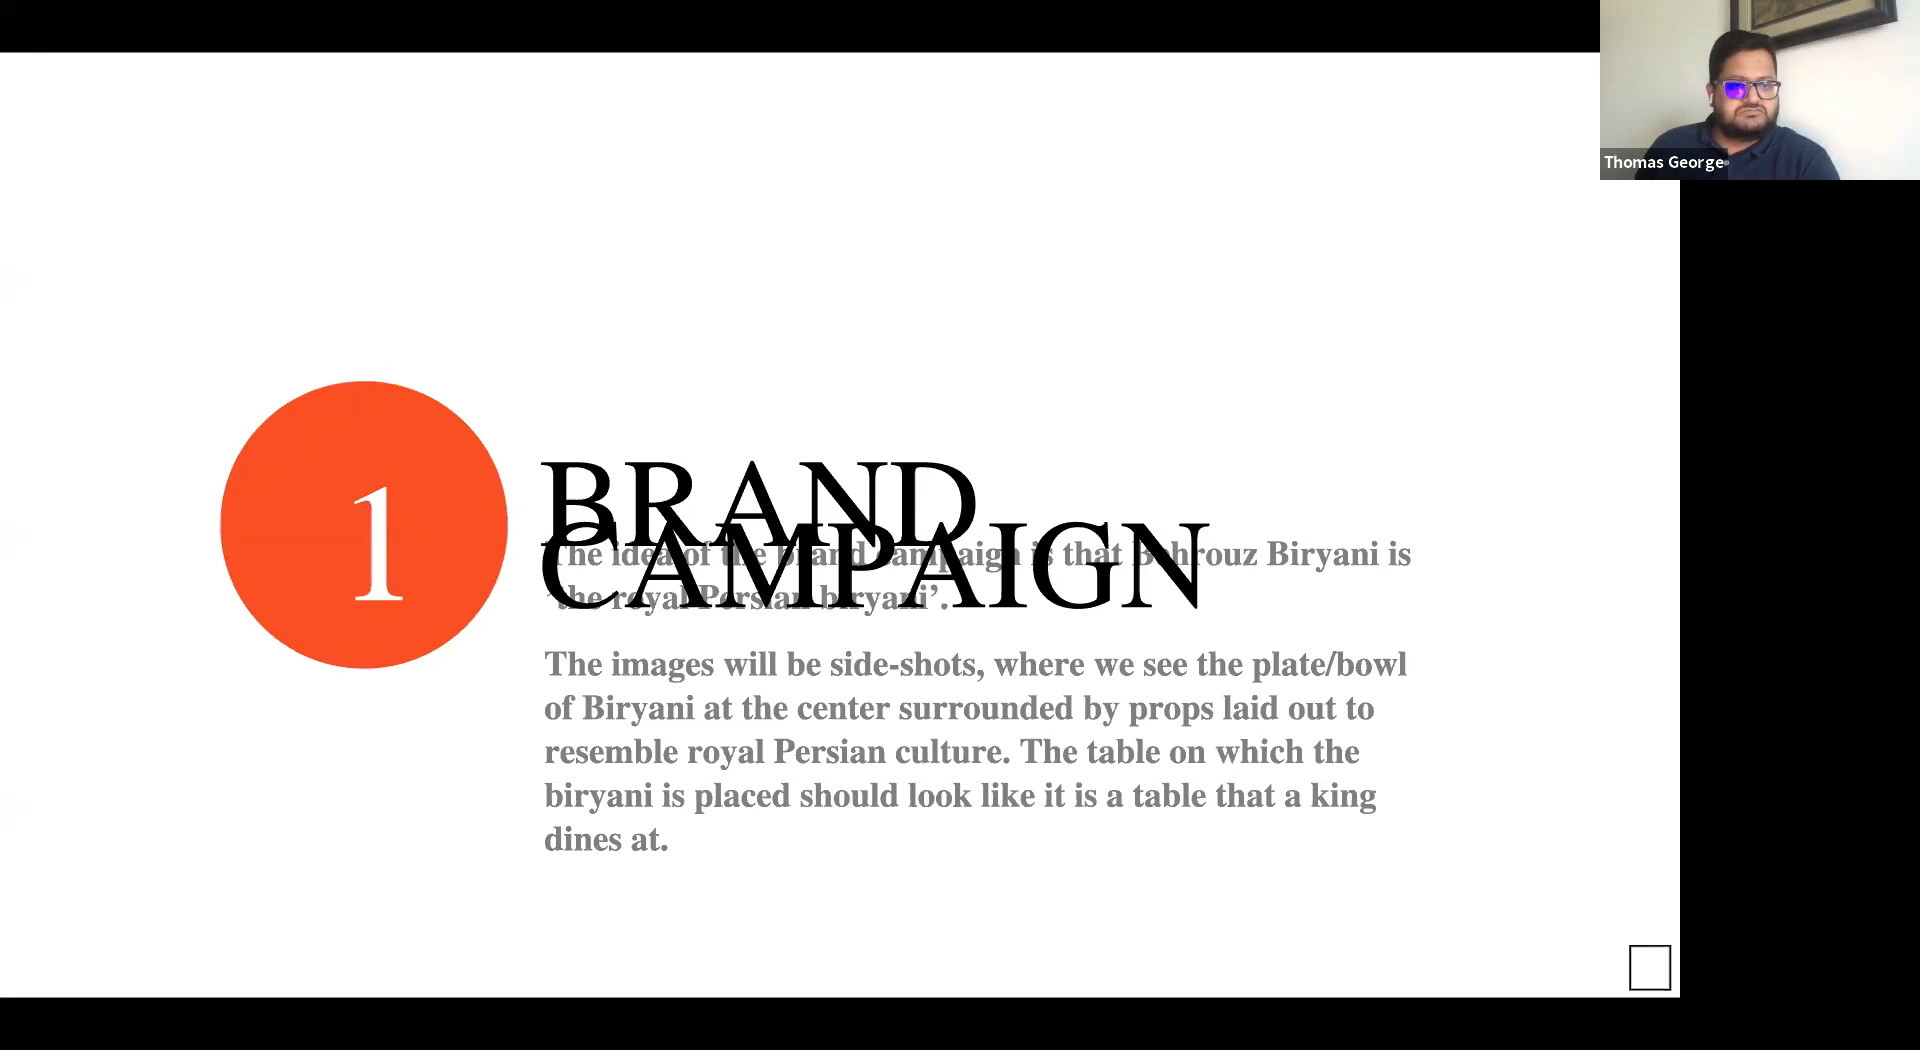 Thomas George
1
BRAND
CAMPAIGN
The idea of the brand campaign is that Behrouz Biryani is
‘the royal Persian biryani’.
The images will be side-shots, where we see the plate/bowl
of Biryani at the center surrounded by props laid out to
resemble royal Persian culture. The table on which the
biryani is placed should look like it is a table that a king
dines at.